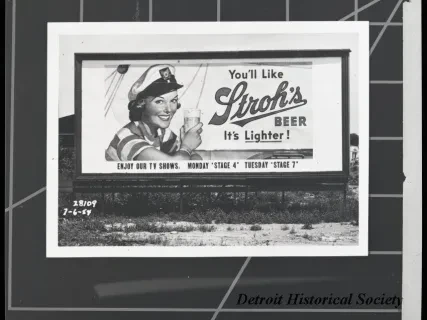 You'll Like
Stroh's
BEER
It's Lighter!
ENJOY OUR TV SHOWS. MONDAY "STAGE 4" TUESDAY "STAGE 7"
28109
7-6-54
Detroit Historical Society